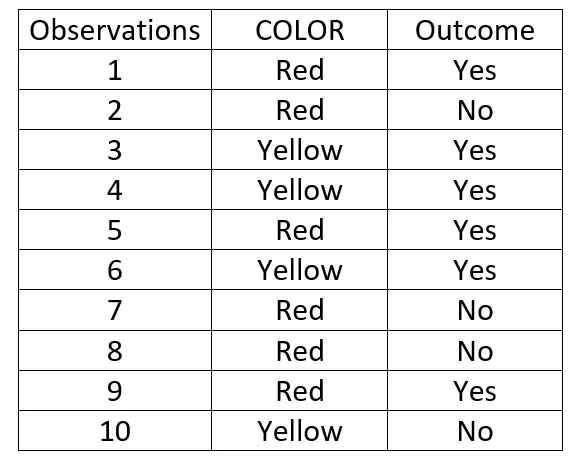 Observations COLOR Outcome
1 Red Yes
2 Red No
3 Yellow Yes
4 Yellow Yes
5 Red Yes
6 Yellow Yes
7 Red No
8 Red No
9 Red Yes
10 Yellow No